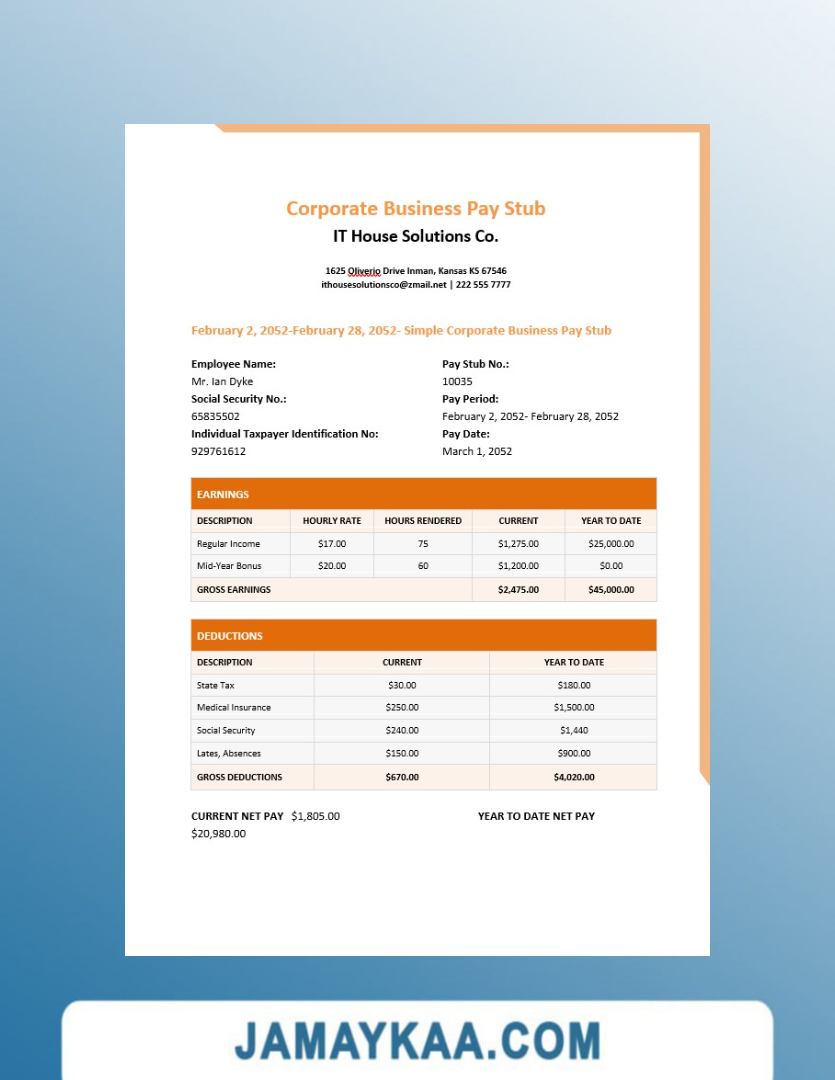 Corporate Business Pay Stub
IT House Solutions Co.
1625 Oliverio Drive Inman, Kansas KS 67546
ithousesolutionsco@zmail.net | 222 555 7777
February 2, 2052-February 28, 2052- Simple Corporate Business Pay Stub
Employee Name: Pay Stub No.:
Mr. Ian Dyke 10035
Social Security No.: Pay Period:
65835502 February 2, 2052- February 28, 2052
Individual Taxpayer Identification No: Pay Date:
929761612 March 1, 2052
EARNINGS
DESCRIPTION HOURLY RATE HOURS RENDERED CURRENT YEAR TO DATE
Regular Income $17.00 75 $1,275.00 $25,000.00
Mid-Year Bonus $20.00 60 $1,200.00 $0.00
GROSS EARNINGS $2,475.00 $45,000.00
DEDUCTIONS
DESCRIPTION CURRENT YEAR TO DATE
State Tax $30.00 $180.00
Medical Insurance $250.00 $1,500.00
Social Security $240.00 $1,440
Lates, Absences $150.00 $900.00
GROSS DEDUCTIONS $670.00 $4,020.00
CURRENT NET PAY $1,805.00 YEAR TO DATE NET PAY
$20,980.00
JAMAYKAA.COM